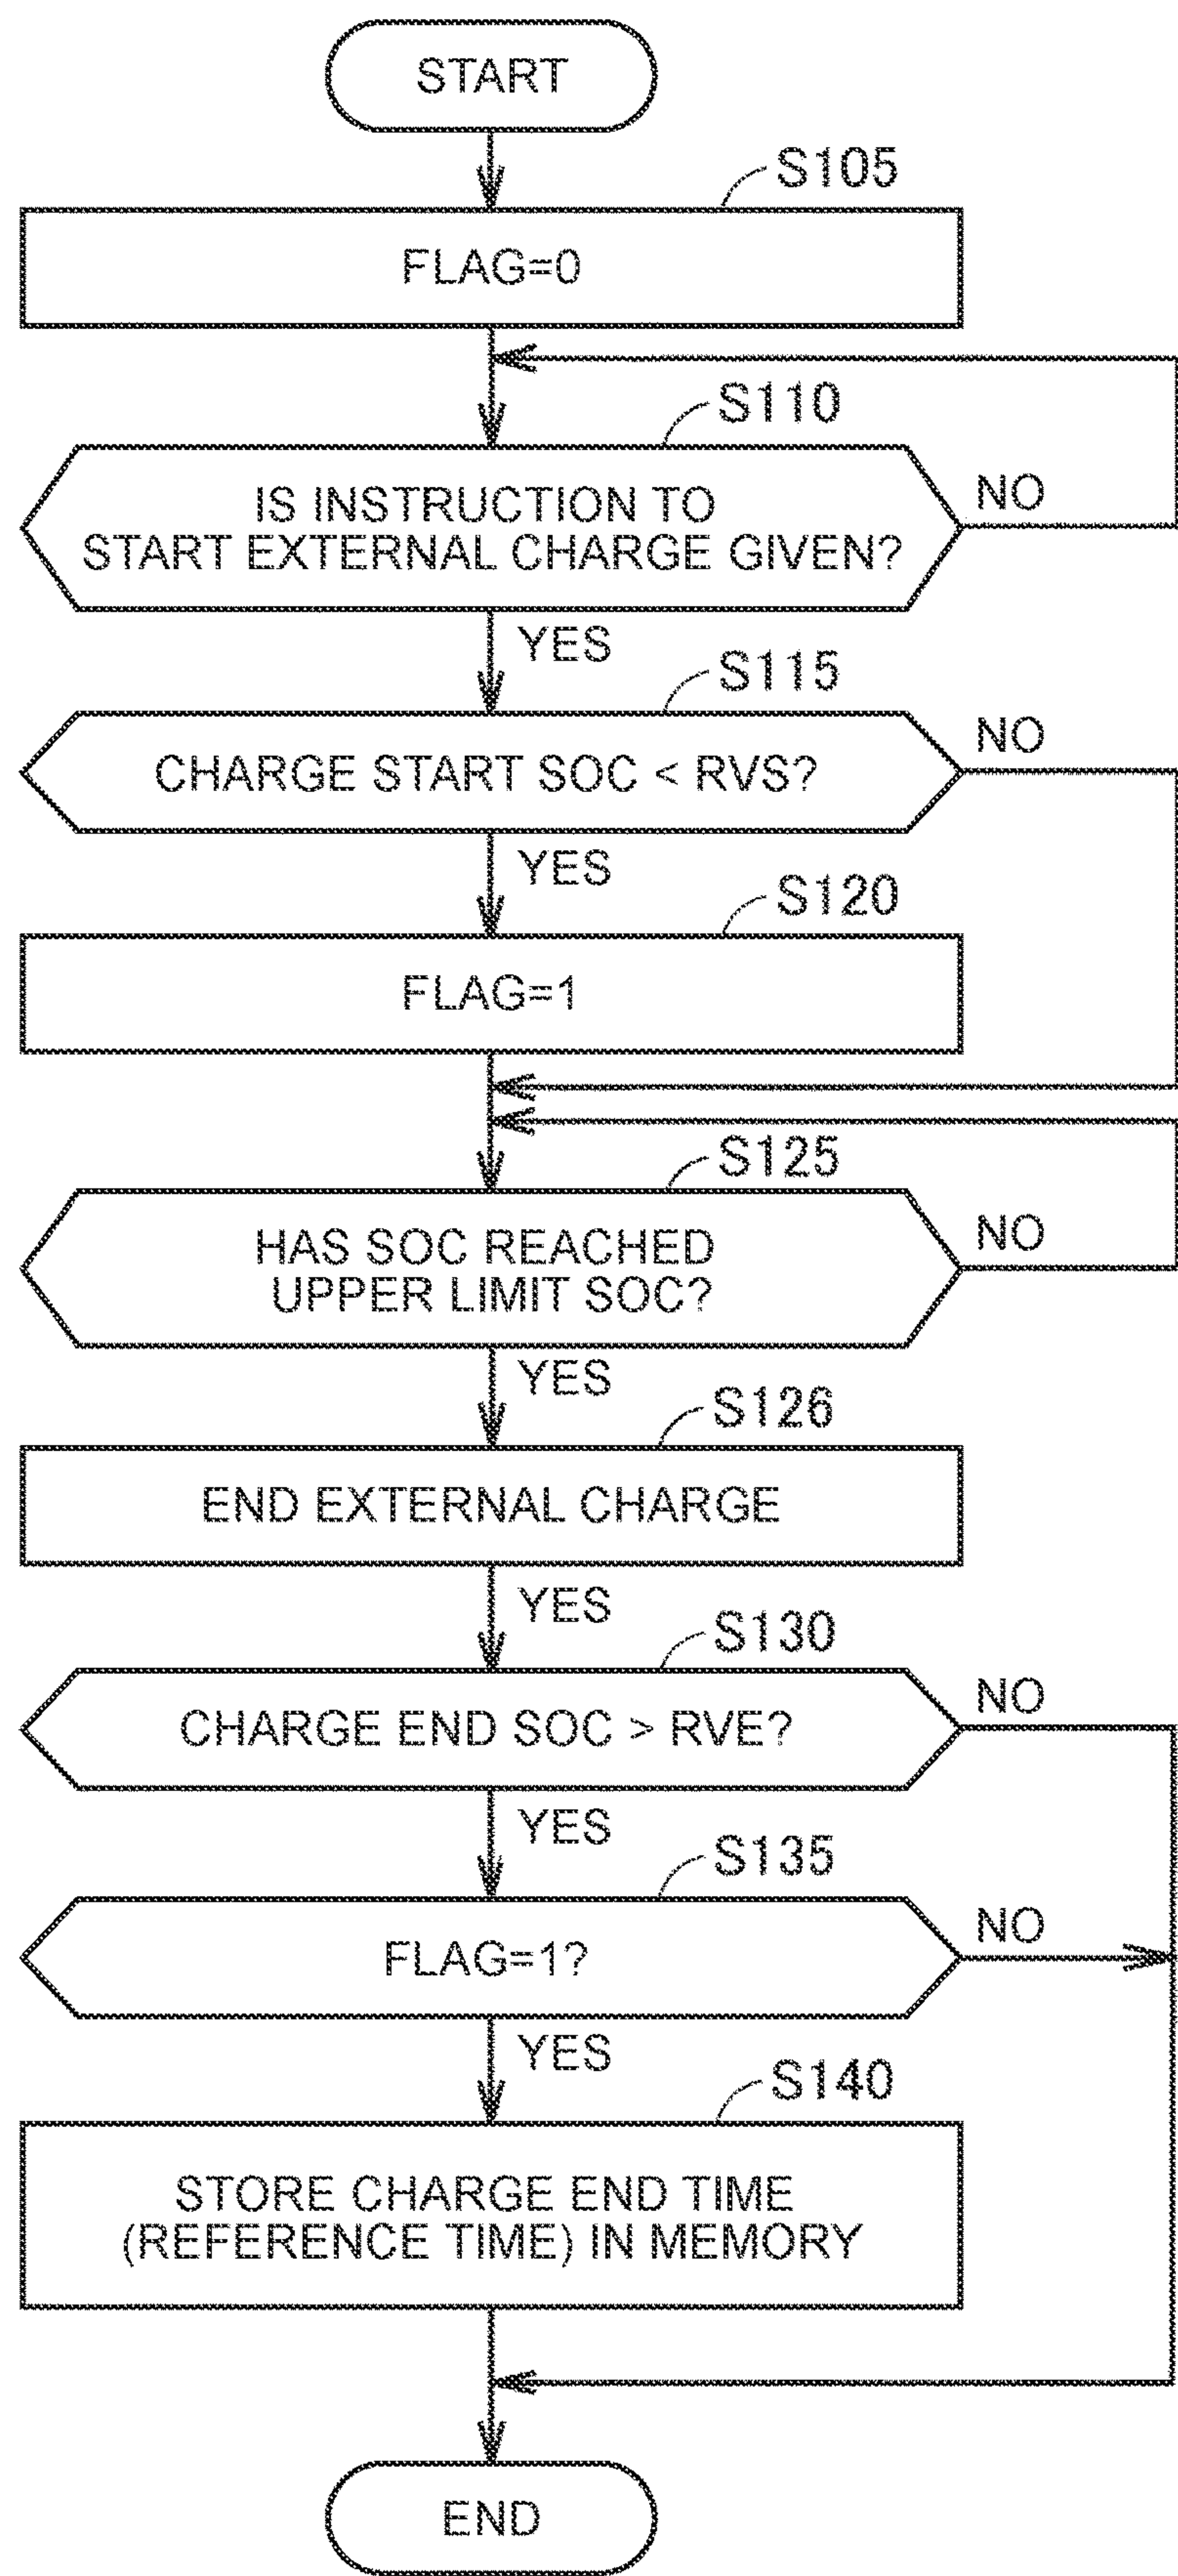 START
S105
FLAG=0
S110
IS INSTRUCTION TO
START EXTERNAL CHARGE GIVEN?
NO
YES
S115
CHARGE START SOC < RVS?
NO
YES
S120
FLAG=1
S125
HAS SOC REACHED
UPPER LIMIT SOC?
NO
YES
S126
END EXTERNAL CHARGE
YES
S130
CHARGE END SOC > RVE?
NO
YES
S135
FLAG=1?
NO
YES
S140
STORE CHARGE END TIME
(REFERENCE TIME) IN MEMORY
END